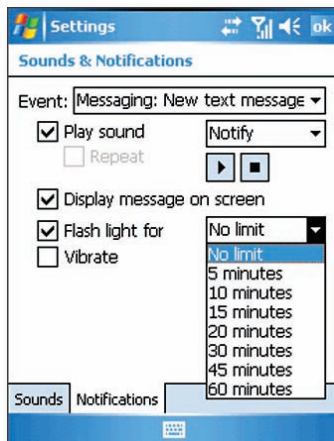 Settings
ok
Sounds & Notifications
Event: Messaging: New text message
Play sound Notify
Repeat
Display message on screen
Flash light for No limit
Vibrate
No limit
5 minutes
10 minutes
15 minutes
20 minutes
30 minutes
45 minutes
60 minutes
Sounds Notifications